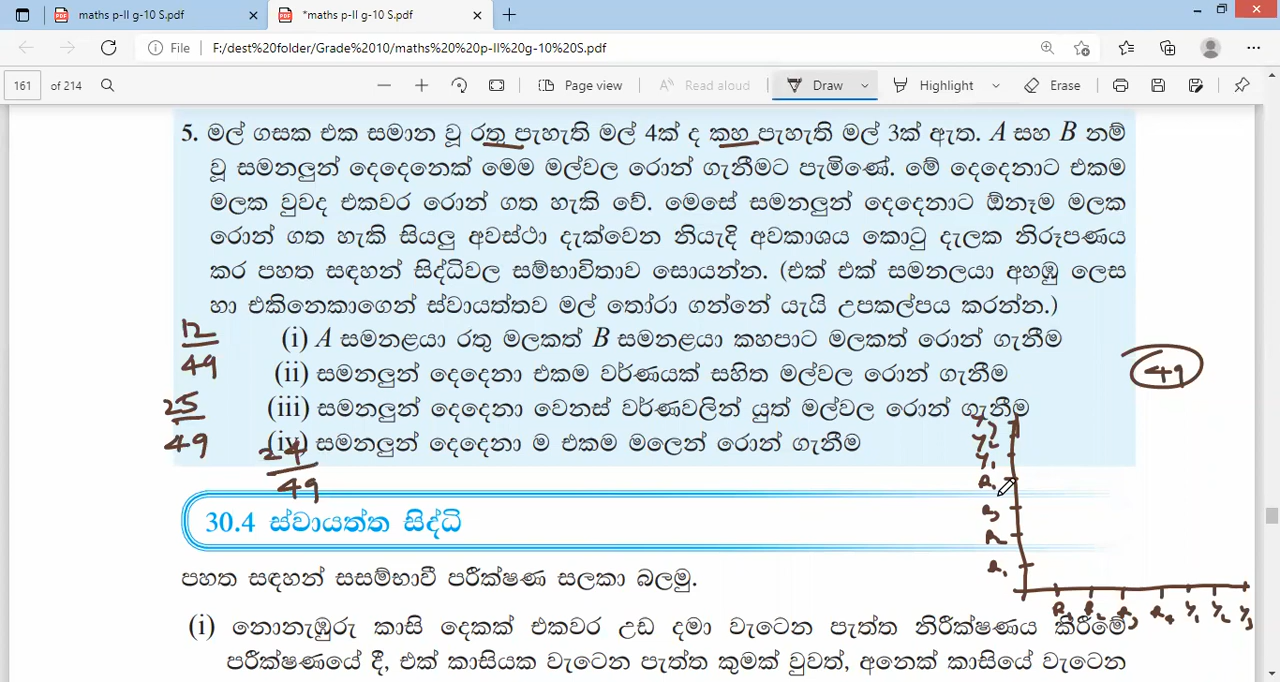 maths p-II g-10 S.pdf
*maths p-II g-10 S.pdf
File F:/dest%20folder/Grade%2010/maths%20%20p-II%20g-10%20S.pdf
161 of 214 Page view Read aloud Draw Highlight Erase
5. මල් ගසක එක සමාන වූ රතු පැහැති මල් 4ක් ද කහ පැහැති මල් 3ක් ඇත. A සහ B නම්
වූ සමනලුන් දෙදෙනෙක් මෙම මල්වල රොන් ගැනීමට පැමිණේ. මේ දෙදෙනාට එකම
මලක වුවද එකවර රොන් ගත හැකි වේ. මෙසේ සමනලුන් දෙදෙනාට ඕනෑම මලක
රොන් ගත හැකි සියලු අවස්ථා දැක්වෙන නියැදි අවකාශය කොටු දැලක නිරූපණය
කර පහත සඳහන් සිද්ධිවල සම්භාවිතාව සොයන්න. (එක් එක් සමනලයා අහඹු ලෙස
හා එකිනෙකාගෙන් ස්වායත්තව මල් තෝරා ගන්නේ යැයි උපකල්පය කරන්න.)
12/49
(i) A සමනළයා රතු මලකත් B සමනළයා කහපාට මලකත් රොන් ගැනීම
(ii) සමනලුන් දෙදෙනා එකම වර්ණයක් සහිත මල්වල රොන් ගැනීම
49
25/49
(iii) සමනලුන් දෙදෙනා වෙනස් වර්ණවලින් යුත් මල්වල රොන් ගැනීම
(iv) සමනලුන් දෙදෙනා ම එකම මලෙන් රොන් ගැනීම
24/49
30.4 ස්වායත්ත සිද්ධි
පහත සඳහන් සසම්භාවී පරීක්ෂණ සලකා බලමු.
(i) නොනැඹුරු කාසි දෙකක් එකවර උඩ දමා වැටෙන පැත්ත නිරීක්ෂණය කිරීමේ
පරීක්ෂණයේ දී, එක් කාසියක වැටෙන පැත්ත කුමක් වුවත්, අනෙක් කාසියේ වැටෙන